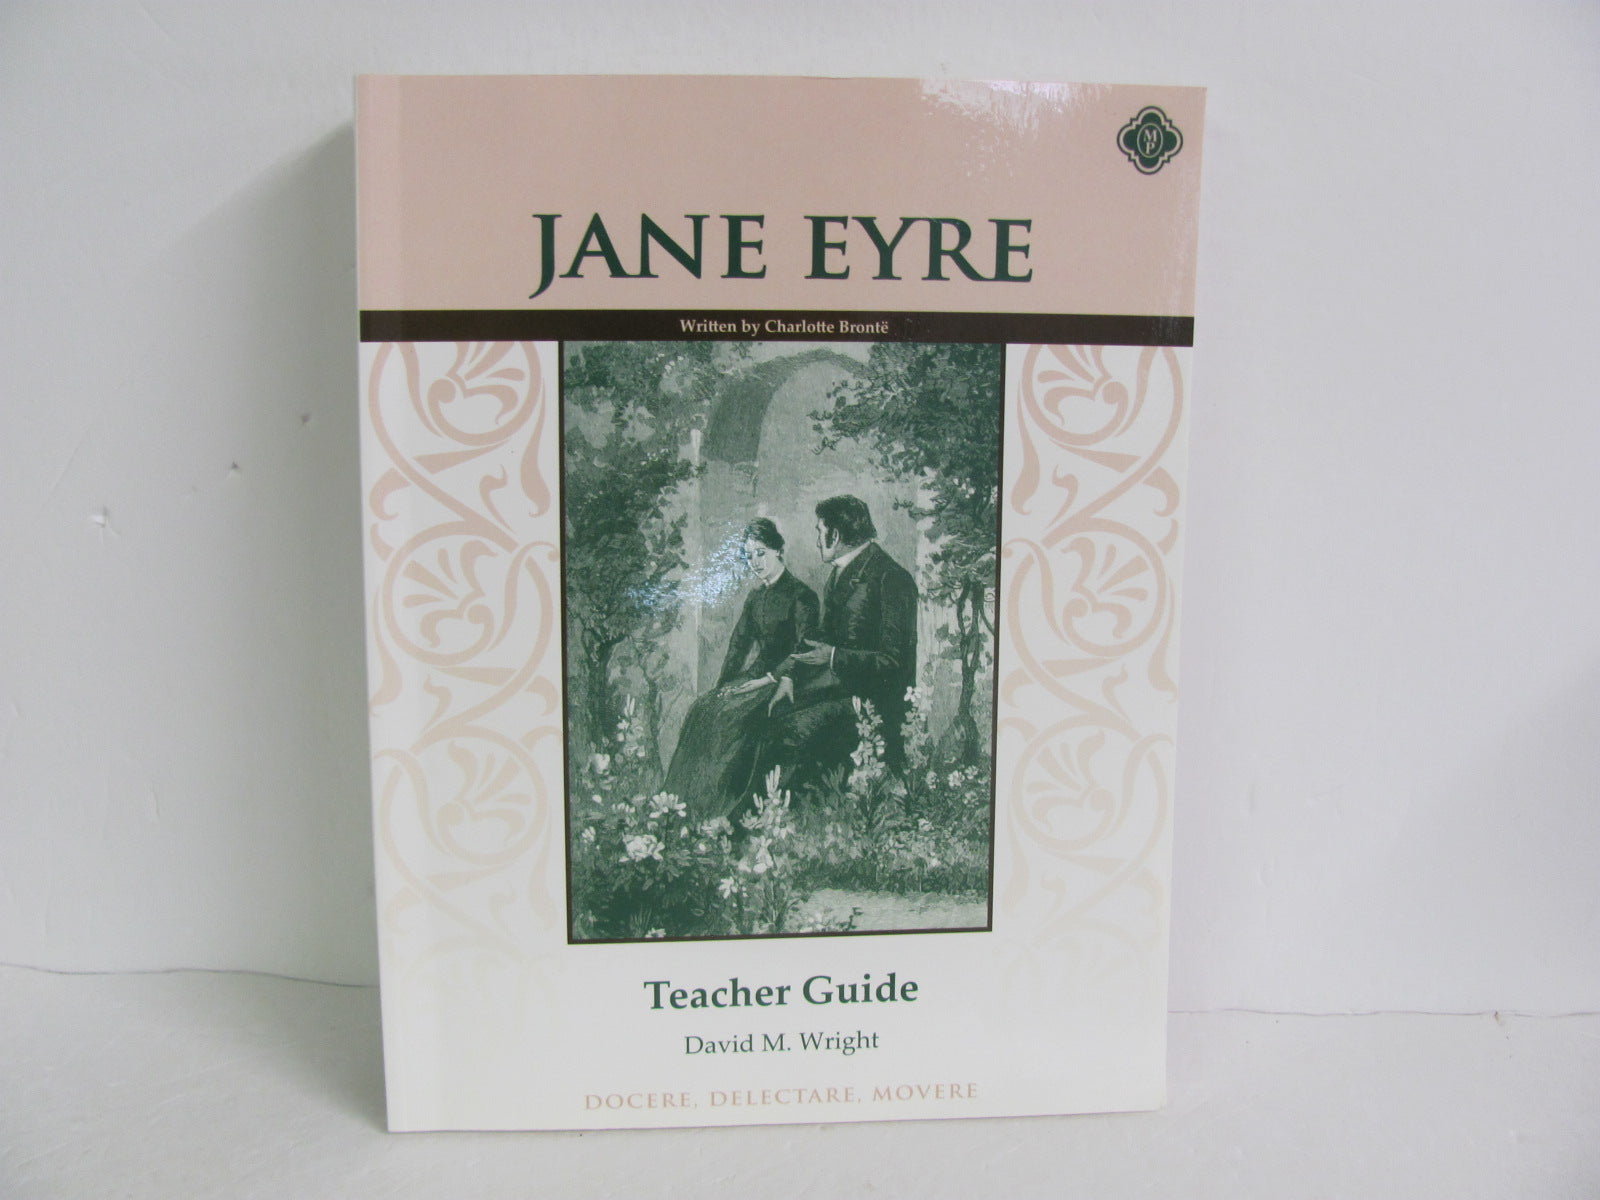 M
P
JANE EYRE
Written by Charlotte Brontë
Teacher Guide
David M. Wright
DOCERE, DELECTARE, MOVERE